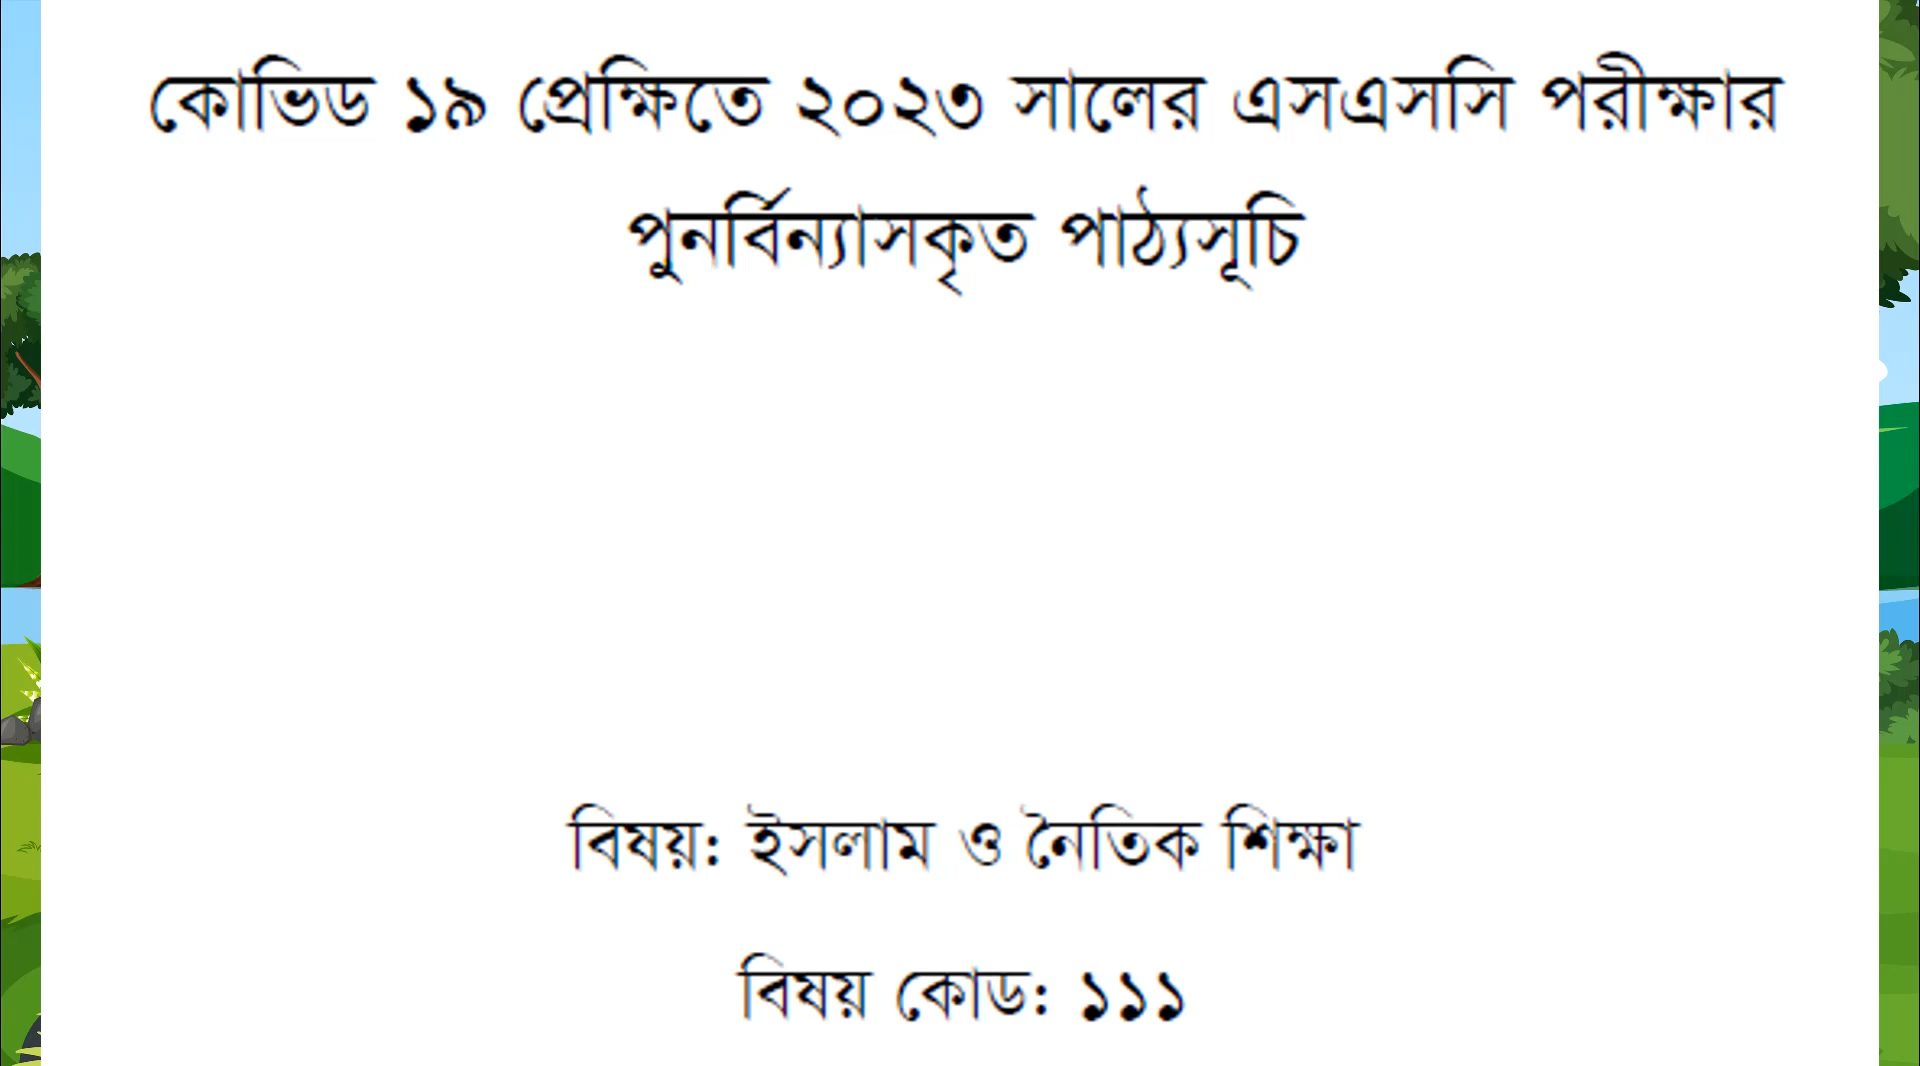 কোভিড ১৯ প্রেক্ষিতে ২০২৩ সালের এসএসসি পরীক্ষার
পুনর্বিন্যাসকৃত পাঠ্যসূচি
বিষয়: ইসলাম ও নৈতিক শিক্ষা
বিষয় কোড: ১১১